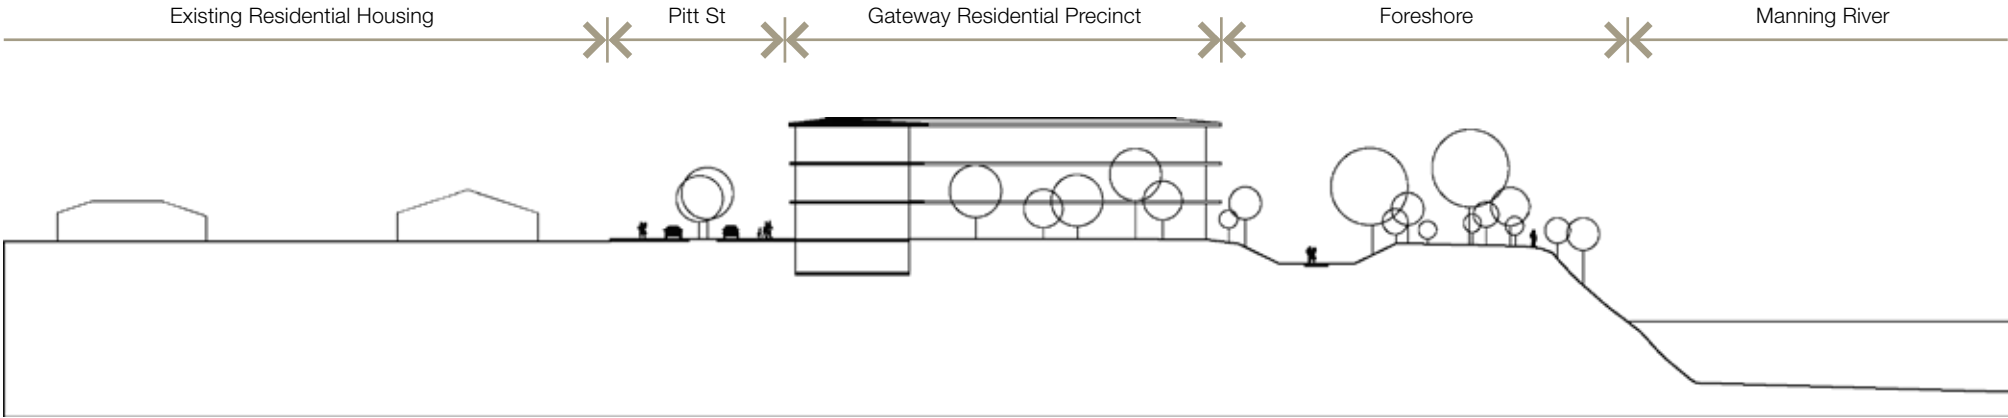 Existing Residential Housing
Pitt St
Gateway Residential Precinct
Foreshore
Manning River